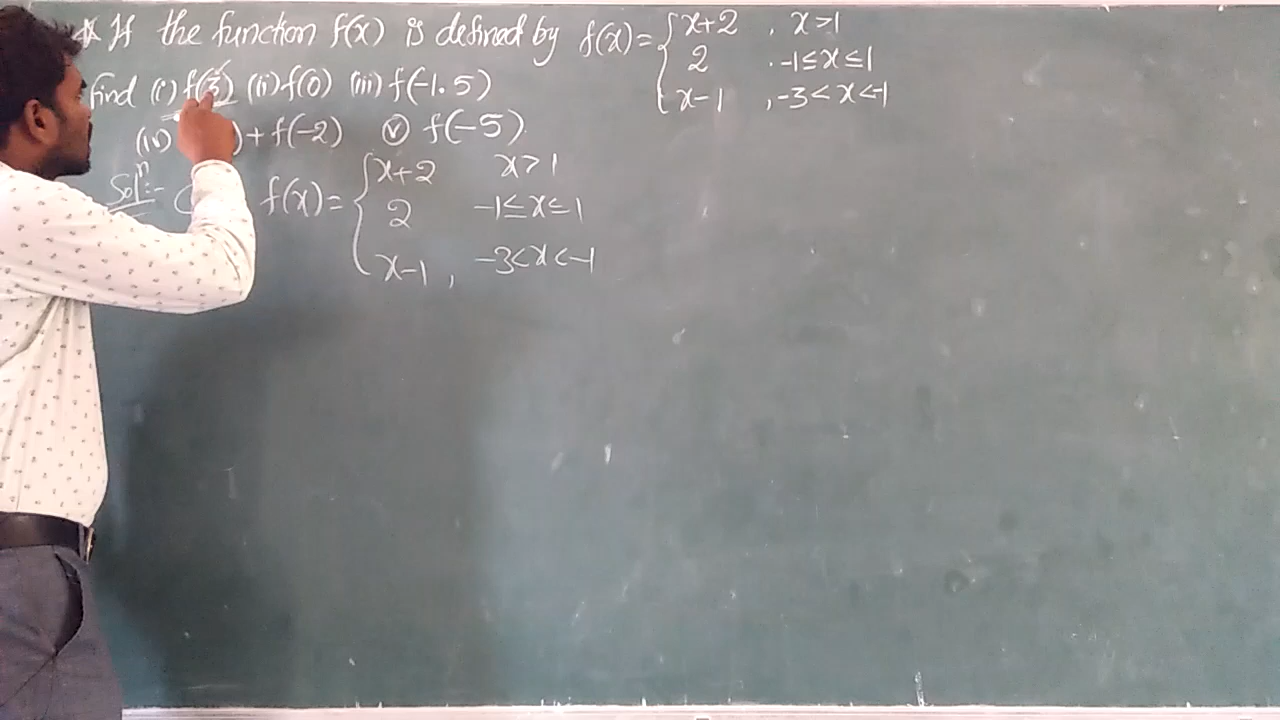 * If the function f(x) is defined by f(x) = { x+2 , x>1
2 . -1≤x≤1
x-1 , -3<x<-1
find (i) f(3) (ii) f(0) (iii) f(-1.5)
(iv) ) + f(-2) (v) f(-5).
Solⁿ:- f(x) = { x+2 x>1
2 -1≤x≤1
x-1 , -3<x<-1